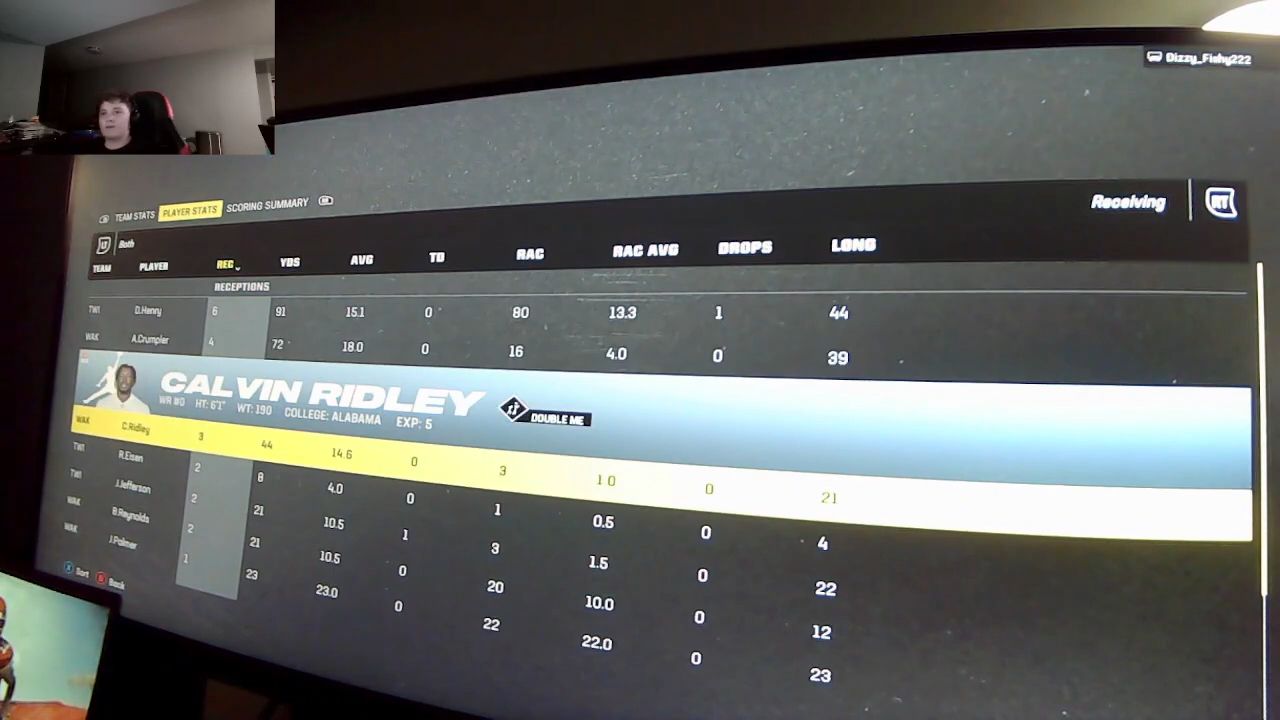 Dizzy_Fishy222
TEAM STATS PLAYER STATS SCORING SUMMARY
Receiving RT
LT Both
TEAM PLAYER REC YDS AVG TD RAC RAC AVG DROPS LONG
RECEPTIONS
TWI D.Henry 6 91 15.1 0 80 13.3 1 44
WAK A.Crumpler 4 72 18.0 0 16 4.0 0 39
CALVIN RIDLEY
WR #0 HT: 6'1" WT: 190 COLLEGE: ALABAMA EXP: 5 DOUBLE ME
WAK C.Ridley 3 44 14.6 0 3 1.0 0 21
TWI R.Eisen 2 8 4.0 0 1 0.5 0 4
TWI J.Jefferson 2 21 10.5 1 3 1.5 0 22
WAK B.Reynolds 2 21 10.5 0 20 10.0 0 12
WAK J.Palmer 1 23 23.0 0 22 22.0 0 23
X Sort B Back